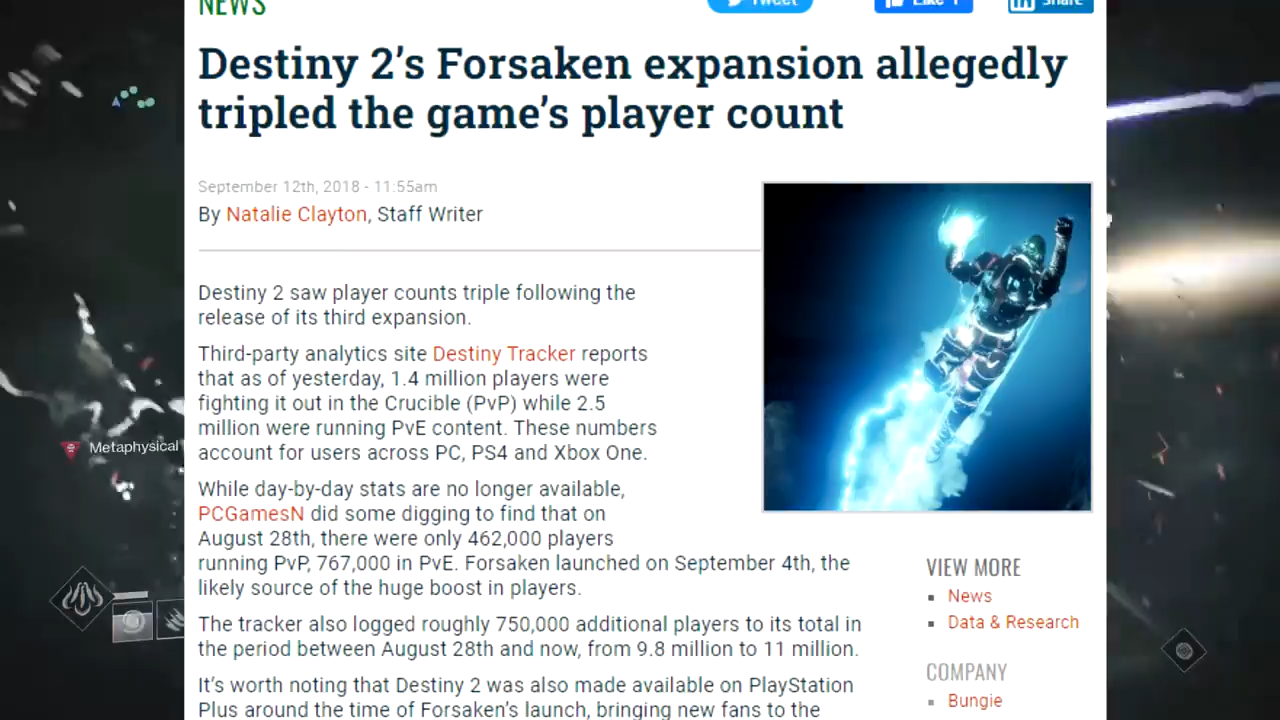 NEWS
Tweet
Like 1
in Share
Destiny 2’s Forsaken expansion allegedly
tripled the game’s player count
September 12th, 2018 - 11:55am
By Natalie Clayton, Staff Writer
Destiny 2 saw player counts triple following the
release of its third expansion.
Third-party analytics site Destiny Tracker reports
that as of yesterday, 1.4 million players were
fighting it out in the Crucible (PvP) while 2.5
million were running PvE content. These numbers
account for users across PC, PS4 and Xbox One.
While day-by-day stats are no longer available,
PCGamesN did some digging to find that on
August 28th, there were only 462,000 players
running PvP, 767,000 in PvE. Forsaken launched on September 4th, the
likely source of the huge boost in players.
The tracker also logged roughly 750,000 additional players to its total in
the period between August 28th and now, from 9.8 million to 11 million.
It’s worth noting that Destiny 2 was also made available on PlayStation
Plus around the time of Forsaken’s launch, bringing new fans to the
VIEW MORE
News
Data & Research
COMPANY
Bungie
Metaphysical